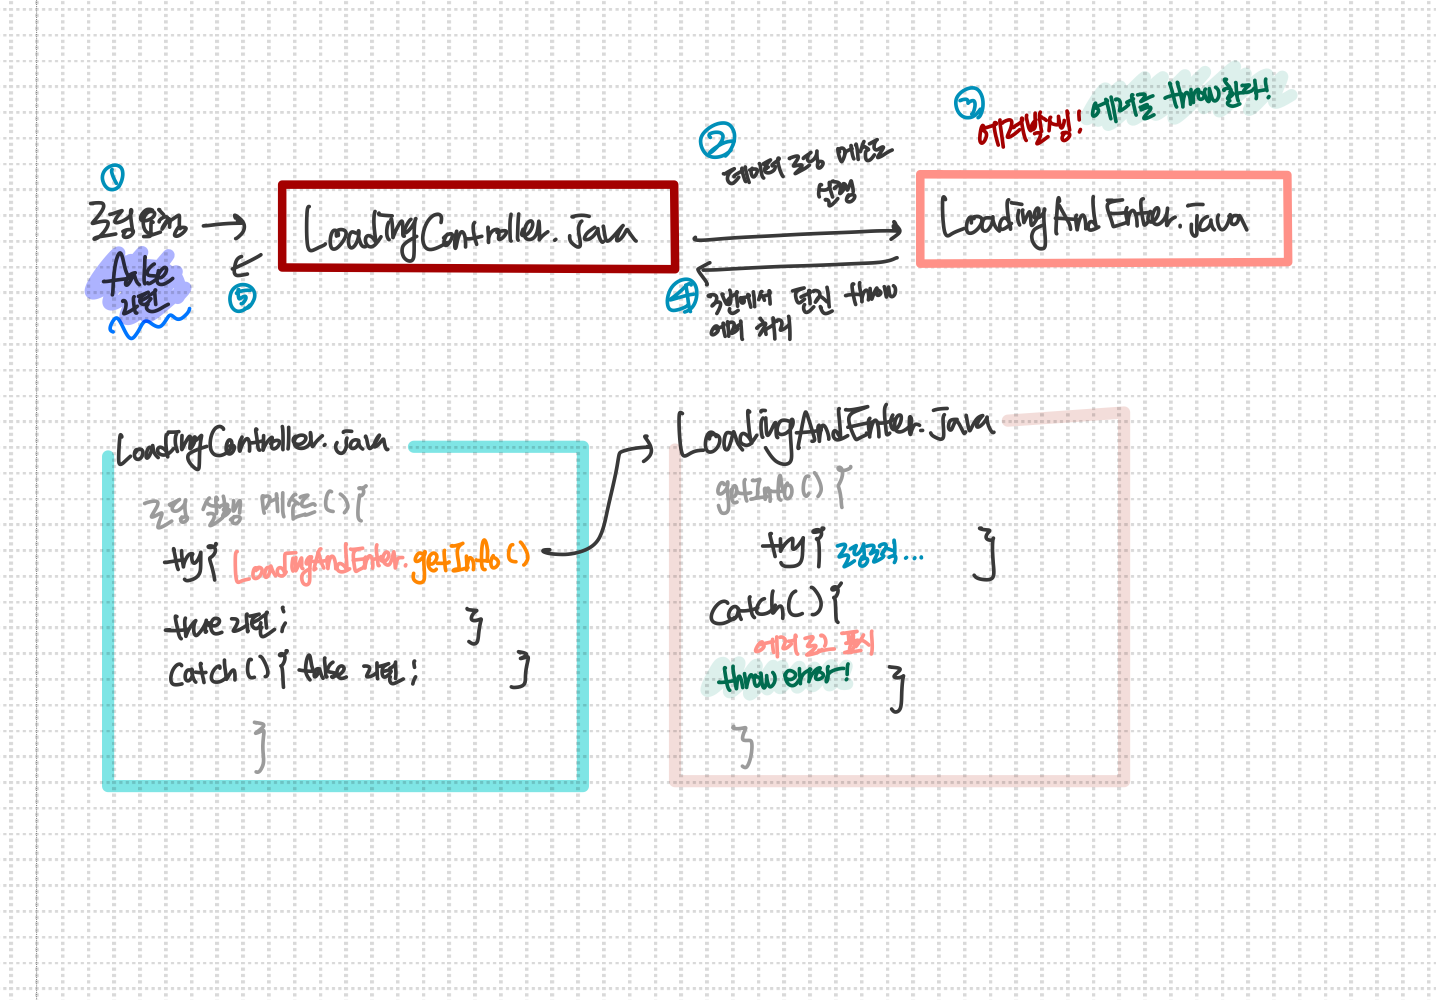 ①
로딩요청
false
리턴
⑤
LoadingController.java
②
데이터 로딩 메소드
실행
④
3번에서 던진 throw
에러 처리
③
에러발생! 에러를 throw한다!
LoadingAndEnter.java
LoadingController.java
로딩 실행 메소드(){
try{ LoadingAndEnter.getInfo()
true 리턴; }
catch(){ false 리턴; }
}
LoadingAndEnter.java
getInfo(){
try{ 로딩로직... }
catch(){
에러 로그 표시
throw error! }
}